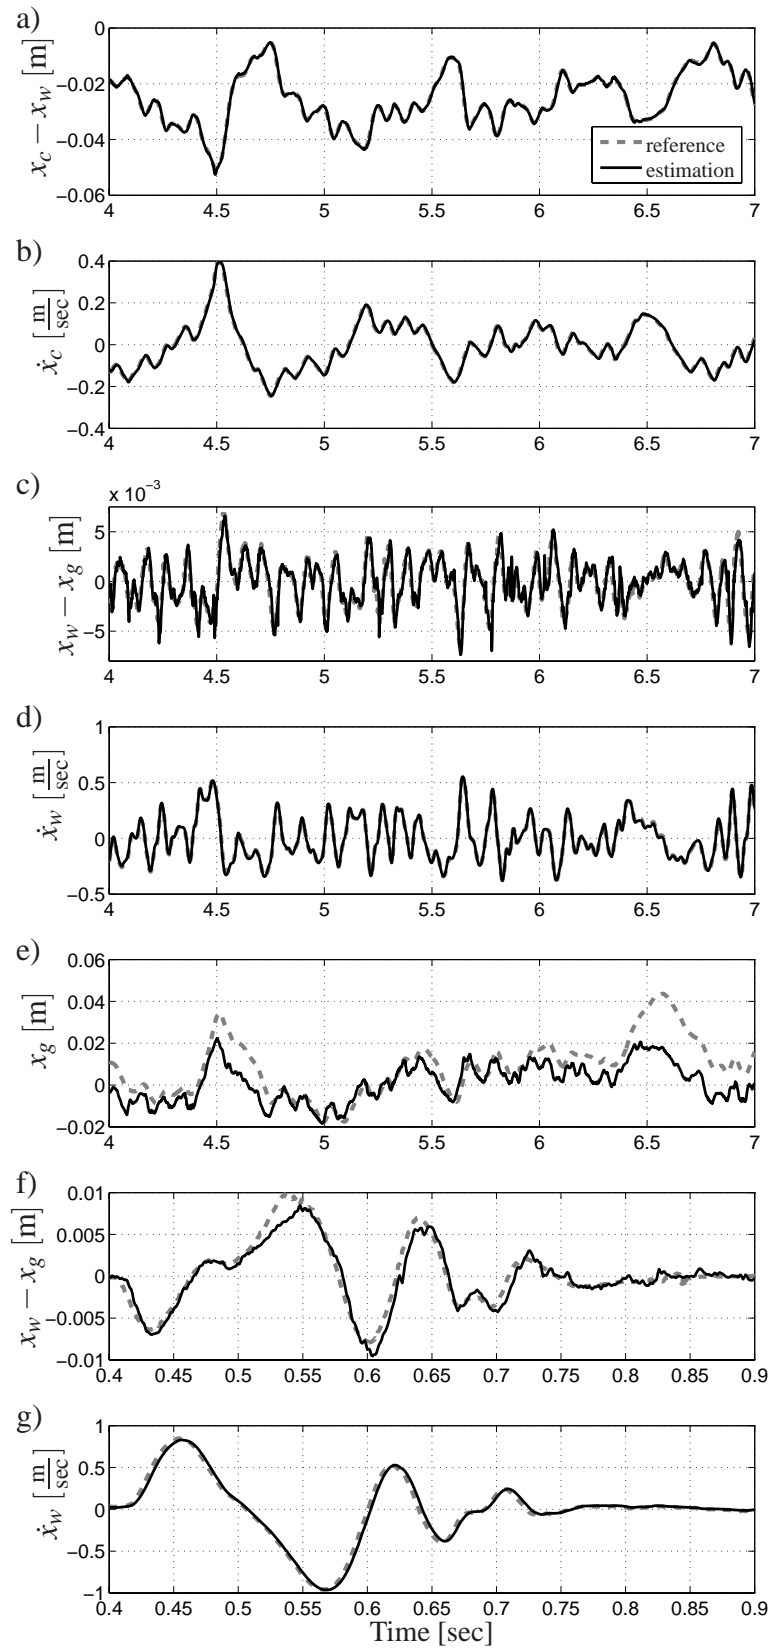 a)
0
−0.02
−0.04
−0.06
x_c − x_w [m]
reference
estimation
4 4.5 5 5.5 6 6.5 7
b)
0.4
0.2
0
−0.2
−0.4
ẋ_c [m/sec]
4 4.5 5 5.5 6 6.5 7
c)
x 10^−3
5
0
−5
x_w − x_g [m]
4 4.5 5 5.5 6 6.5 7
d)
1
0.5
0
−0.5
ẋ_w [m/sec]
4 4.5 5 5.5 6 6.5 7
e)
0.06
0.04
0.02
0
−0.02
x_g [m]
4 4.5 5 5.5 6 6.5 7
f)
0.01
0.005
0
−0.005
−0.01
x_w − x_g [m]
0.4 0.45 0.5 0.55 0.6 0.65 0.7 0.75 0.8 0.85 0.9
g)
1
0.5
0
−0.5
−1
ẋ_w [m/sec]
0.4 0.45 0.5 0.55 0.6 0.65 0.7 0.75 0.8 0.85 0.9
Time [sec]